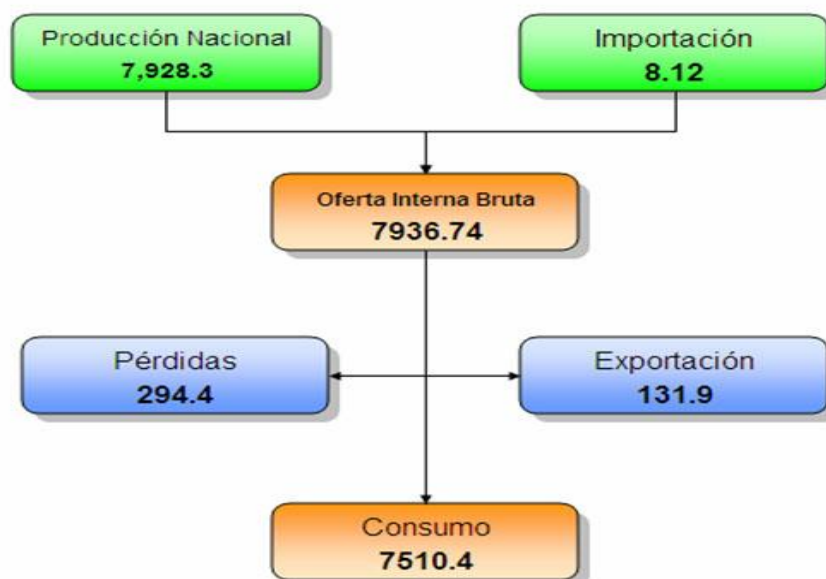 Producción Nacional
7,928.3
Importación
8.12
Oferta Interna Bruta
7936.74
Pérdidas
294.4
Exportación
131.9
Consumo
7510.4